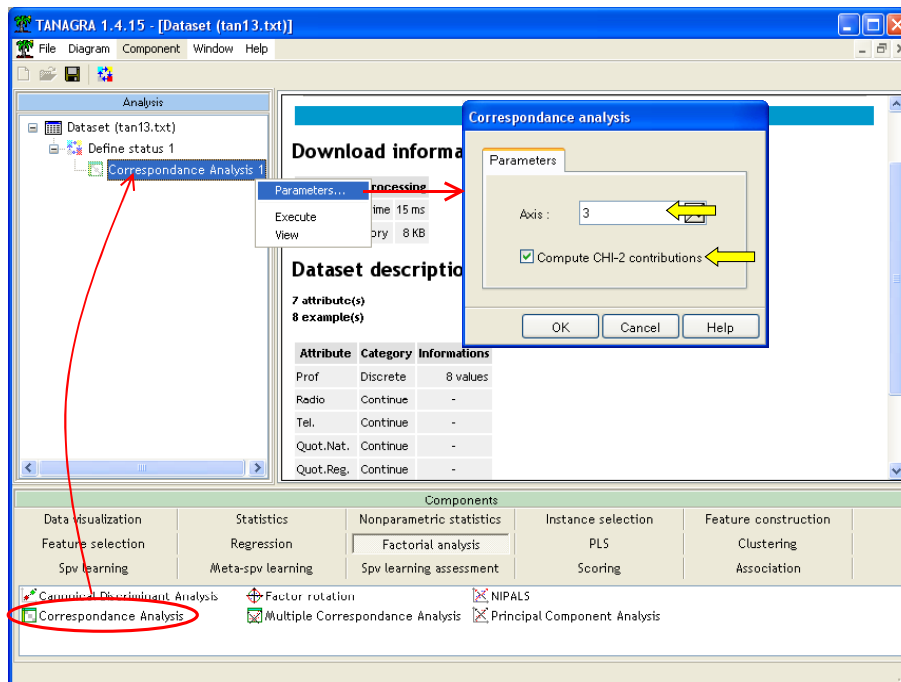 TANAGRA 1.4.15 - [Dataset (tan13.txt)]
File Diagram Component Window Help
Analysis
Dataset (tan13.txt)
Define status 1
Correspondance Analysis 1
Parameters...
Execute
View
Download informa
rocessing
ime 15 ms
ory 8 KB
Dataset descriptio
7 attribute(s)
8 example(s)
Attribute Category Informations
Prof Discrete 8 values
Radio Continue -
Tel. Continue -
Quot.Nat. Continue -
Quot.Reg. Continue -
Correspondance analysis
Parameters
Axis : 3
Compute CHI-2 contributions
OK Cancel Help
Components
Data visualization Statistics Nonparametric statistics Instance selection Feature construction
Feature selection Regression Factorial analysis PLS Clustering
Spv learning Meta-spv learning Spv learning assessment Scoring Association
Canonical Discriminant Analysis Factor rotation NIPALS
Correspondance Analysis Multiple Correspondance Analysis Principal Component Analysis